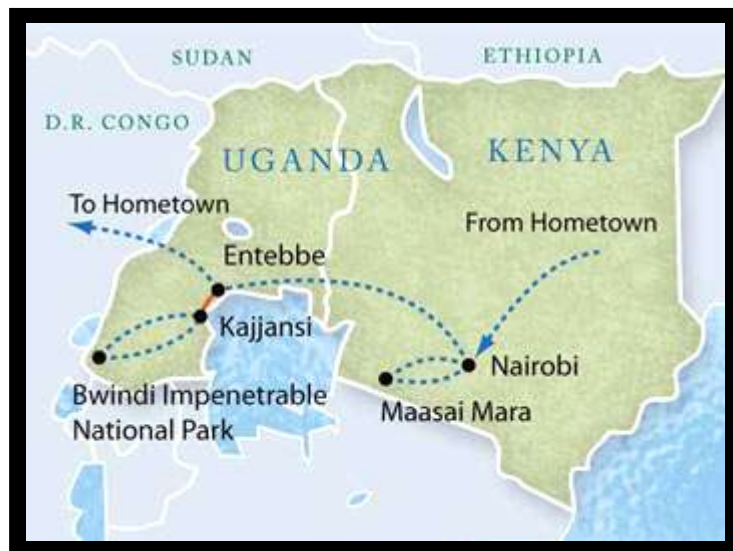 SUDAN
ETHIOPIA
D.R. CONGO
UGANDA
KENYA
To Hometown
From Hometown
Entebbe
Kajjansi
Nairobi
Bwindi Impenetrable
National Park
Maasai Mara